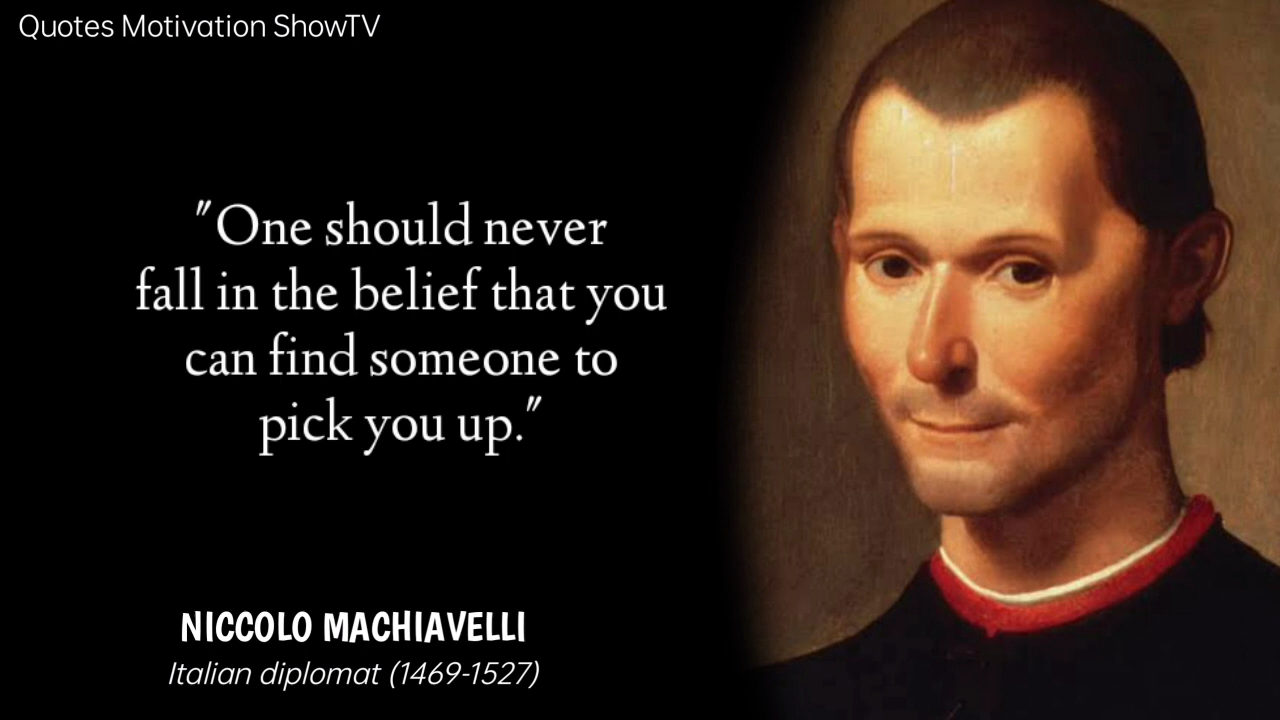 Quotes Motivation ShowTV
"One should never
fall in the belief that you
can find someone to
pick you up."
NICCOLO MACHIAVELLI
Italian diplomat (1469-1527)